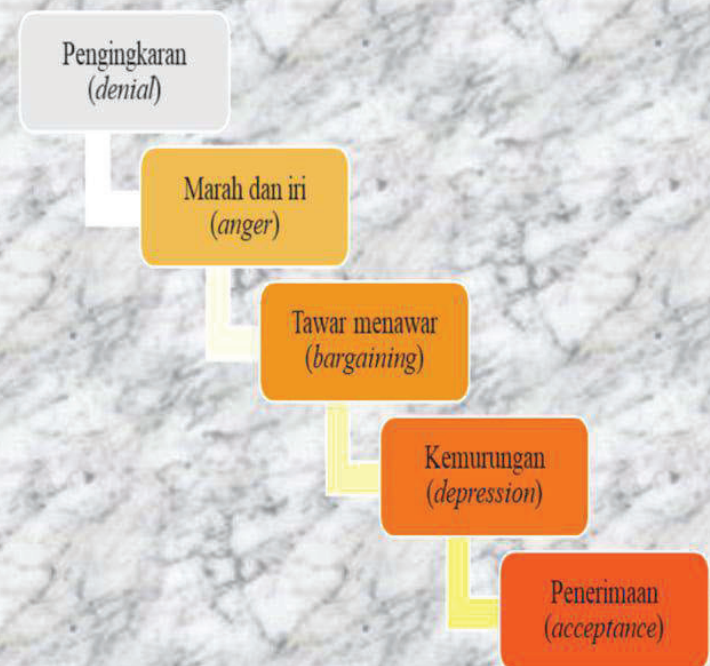 Pengingkaran
(denial)
Marah dan iri
(anger)
Tawar menawar
(bargaining)
Kemurungan
(depression)
Penerimaan
(acceptance)